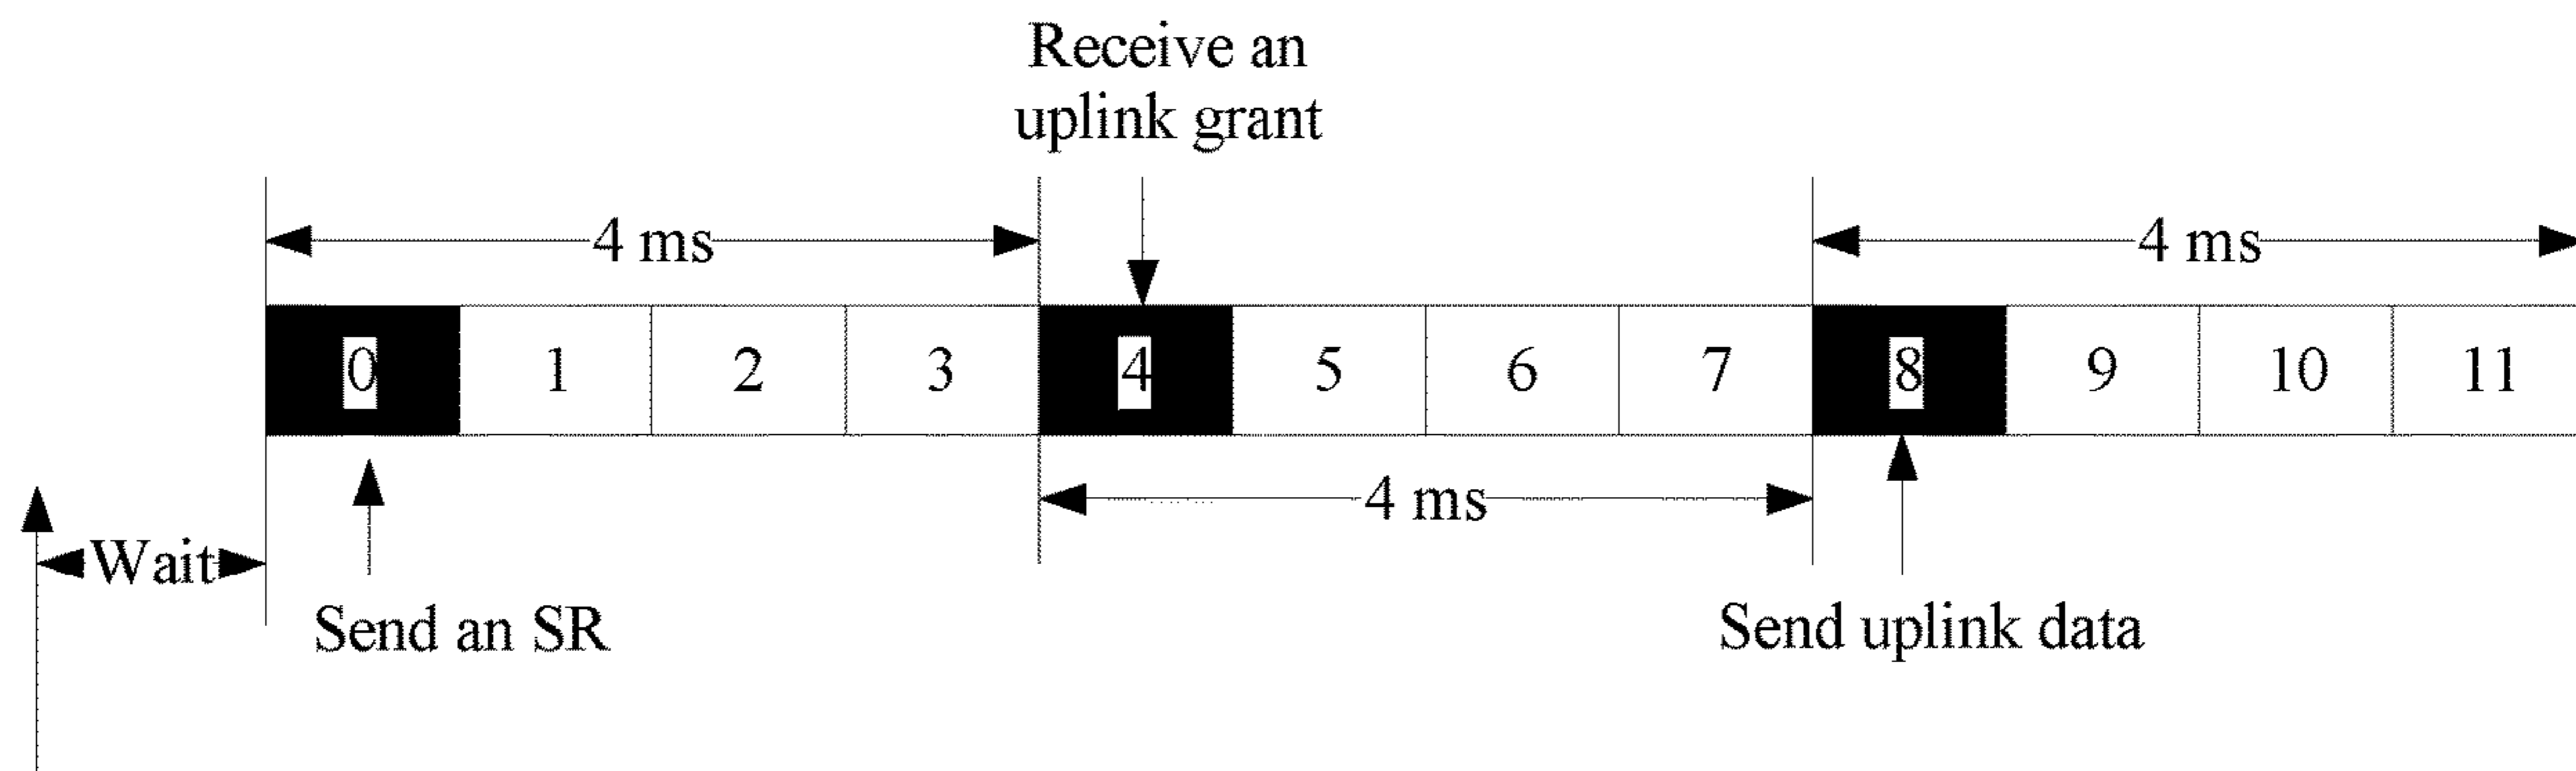 Receive an
uplink grant
4 ms
4 ms
0 1 2 3 4 5 6 7 8 9 10 11
4 ms
Wait
Send an SR
Send uplink data